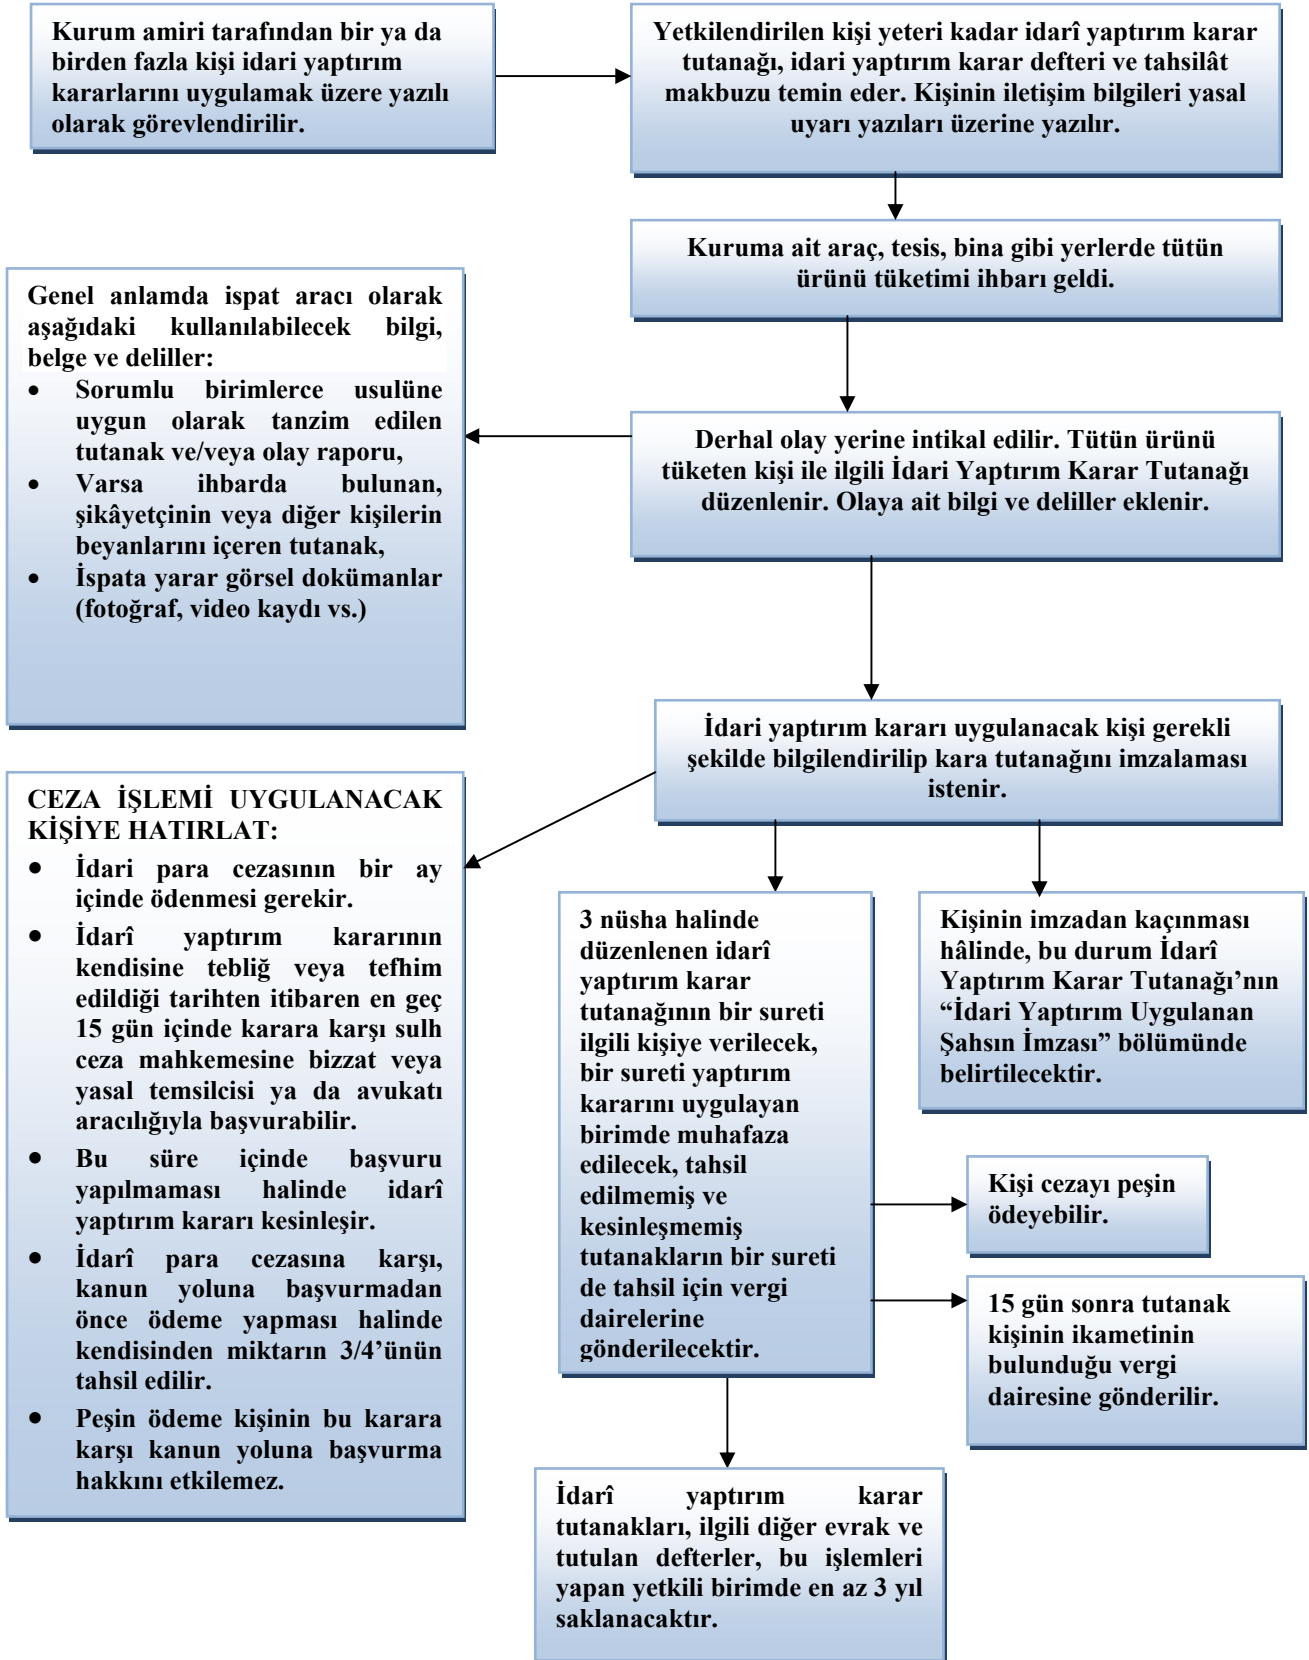 Kurum amiri tarafından bir ya da
birden fazla kişi idari yaptırım
kararlarını uygulamak üzere yazılı
olarak görevlendirilir.
Yetkilendirilen kişi yeteri kadar idarî yaptırım karar
tutanağı, idari yaptırım karar defteri ve tahsilât
makbuzu temin eder. Kişinin iletişim bilgileri yasal
uyarı yazıları üzerine yazılır.
Kuruma ait araç, tesis, bina gibi yerlerde tütün
ürünü tüketimi ihbarı geldi.
Genel anlamda ispat aracı olarak
aşağıdaki kullanılabilecek bilgi,
belge ve deliller:
• Sorumlu birimlerce usulüne
uygun olarak tanzim edilen
tutanak ve/veya olay raporu,
• Varsa ihbarda bulunan,
şikâyetçinin veya diğer kişilerin
beyanlarını içeren tutanak,
• İspata yarar görsel dokümanlar
(fotoğraf, video kaydı vs.)
Derhal olay yerine intikal edilir. Tütün ürünü
tüketen kişi ile ilgili İdari Yaptırım Karar Tutanağı
düzenlenir. Olaya ait bilgi ve deliller eklenir.
İdari yaptırım kararı uygulanacak kişi gerekli
şekilde bilgilendirilip kara tutanağını imzalaması
istenir.
CEZA İŞLEMİ UYGULANACAK
KİŞİYE HATIRLAT:
• İdari para cezasının bir ay
içinde ödenmesi gerekir.
• İdarî yaptırım kararının
kendisine tebliğ veya tefhim
edildiği tarihten itibaren en geç
15 gün içinde karara karşı sulh
ceza mahkemesine bizzat veya
yasal temsilcisi ya da avukatı
aracılığıyla başvurabilir.
• Bu süre içinde başvuru
yapılmaması halinde idarî
yaptırım kararı kesinleşir.
• İdarî para cezasına karşı,
kanun yoluna başvurmadan
önce ödeme yapması halinde
kendisinden miktarın 3/4’ünün
tahsil edilir.
• Peşin ödeme kişinin bu karara
karşı kanun yoluna başvurma
hakkını etkilemez.
3 nüsha halinde
düzenlenen idarî
yaptırım karar
tutanağının bir sureti
ilgili kişiye verilecek,
bir sureti yaptırım
kararını uygulayan
birimde muhafaza
edilecek, tahsil
edilmemiş ve
kesinleşmemiş
tutanakların bir sureti
de tahsil için vergi
dairelerine
gönderilecektir.
Kişinin imzadan kaçınması
hâlinde, bu durum İdarî
Yaptırım Karar Tutanağı’nın
“İdari Yaptırım Uygulanan
Şahsın İmzası” bölümünde
belirtilecektir.
Kişi cezayı peşin
ödeyebilir.
15 gün sonra tutanak
kişinin ikametinin
bulunduğu vergi
dairesine gönderilir.
İdarî yaptırım karar
tutanakları, ilgili diğer evrak ve
tutulan defterler, bu işlemleri
yapan yetkili birimde en az 3 yıl
saklanacaktır.